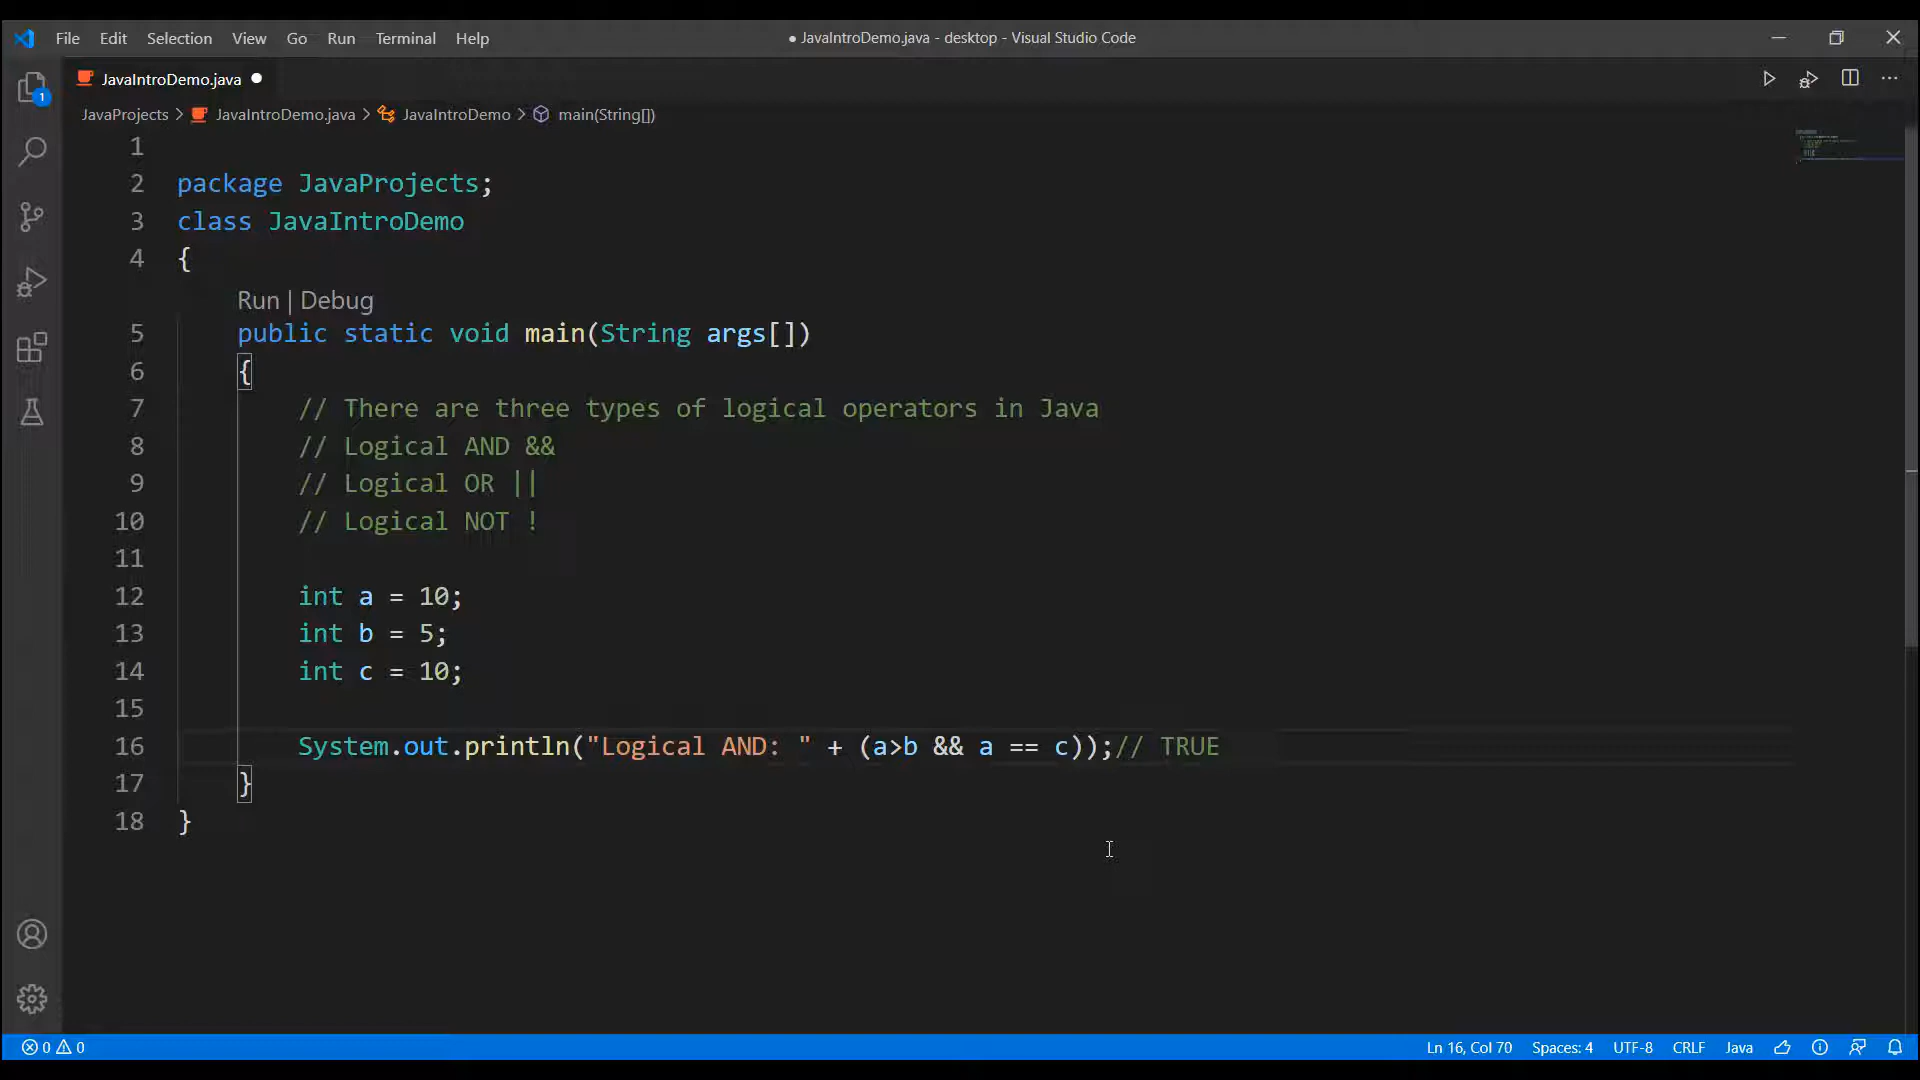 File Edit Selection View Go Run Terminal Help
● JavaIntroDemo.java - desktop - Visual Studio Code
JavaIntroDemo.java
JavaProjects > JavaIntroDemo.java > JavaIntroDemo > main(String[])
1
1
2 package JavaProjects;
3 class JavaIntroDemo
4 {
Run | Debug
5 public static void main(String args[])
6 {
7 // There are three types of logical operators in Java
8 // Logical AND &&
9 // Logical OR ||
10 // Logical NOT !
11
12 int a = 10;
13 int b = 5;
14 int c = 10;
15
16 System.out.println("Logical AND: " + (a>b && a == c));// TRUE
17 }
18 }
0 0 Ln 16, Col 70 Spaces: 4 UTF-8 CRLF Java